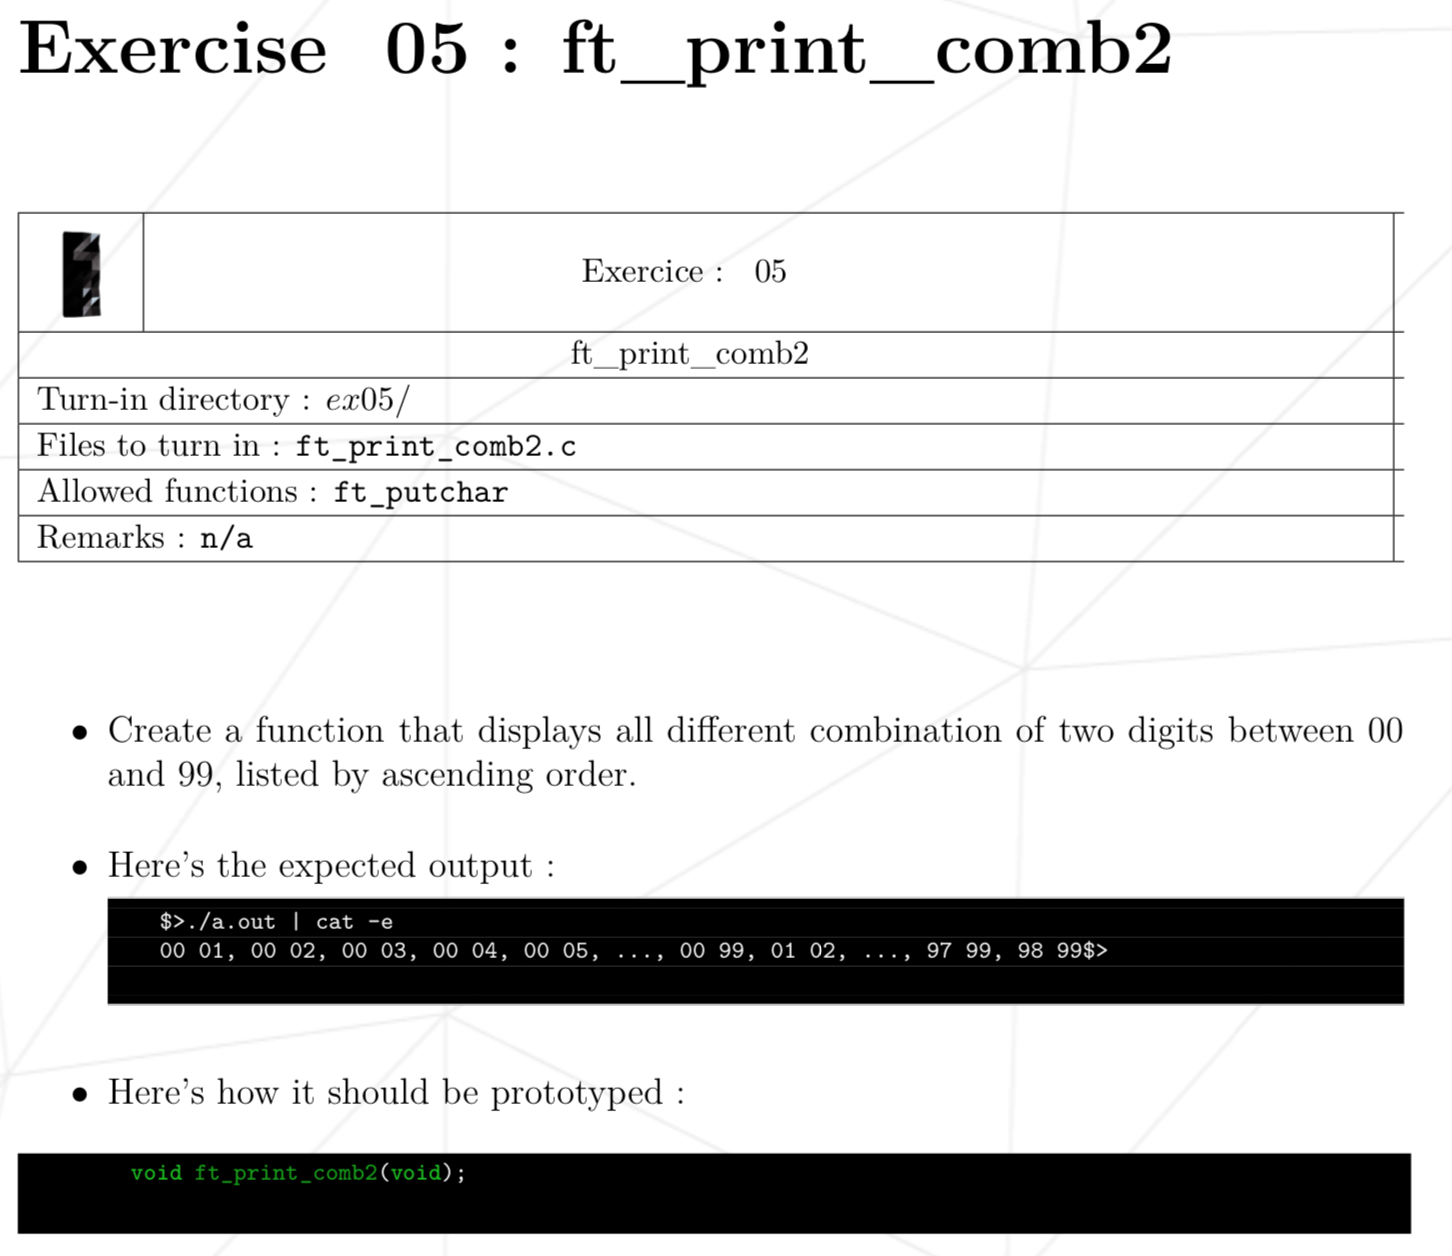 Exercise 05 : ft_print_comb2
Exercice : 05
ft_print_comb2
Turn-in directory : ex05/
Files to turn in : ft_print_comb2.c
Allowed functions : ft_putchar
Remarks : n/a
• Create a function that displays all different combination of two digits between 00
and 99, listed by ascending order.
• Here's the expected output :
$>./a.out | cat -e
00 01, 00 02, 00 03, 00 04, 00 05, ..., 00 99, 01 02, ..., 97 99, 98 99$>
• Here's how it should be prototyped :
void ft_print_comb2(void);